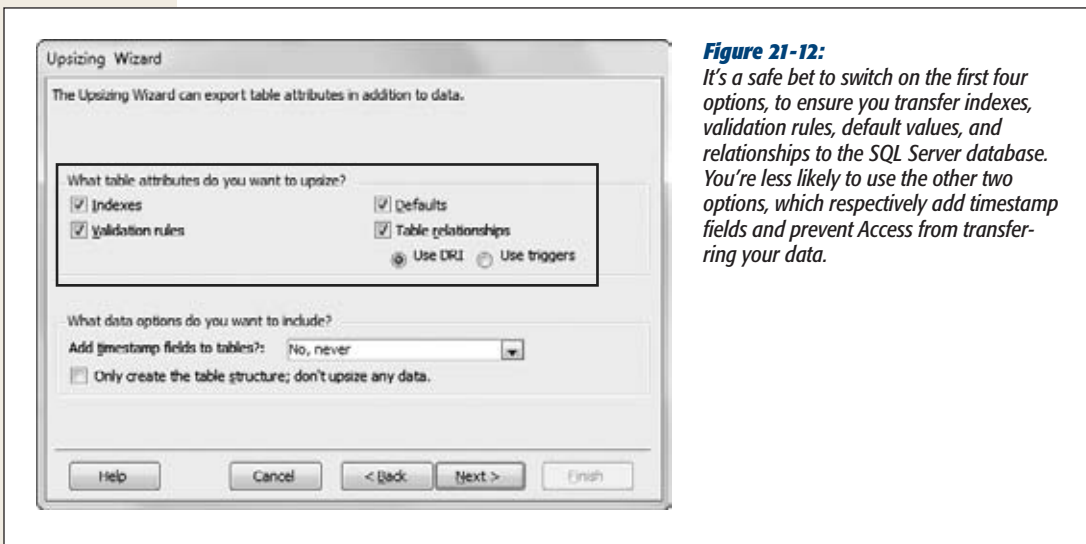 Upsizing Wizard
The Upsizing Wizard can export table attributes in addition to data.
What table attributes do you want to upsize?
Indexes
Defaults
Validation rules
Table relationships
Use DRI
Use triggers
What data options do you want to include?
Add timestamp fields to tables?:
No, never
Only create the table structure; don't upsize any data.
Help
Cancel
< Back
Next >
Finish
Figure 21-12:
It's a safe bet to switch on the first four
options, to ensure you transfer indexes,
validation rules, default values, and
relationships to the SQL Server database.
You're less likely to use the other two
options, which respectively add timestamp
fields and prevent Access from transfer-
ring your data.